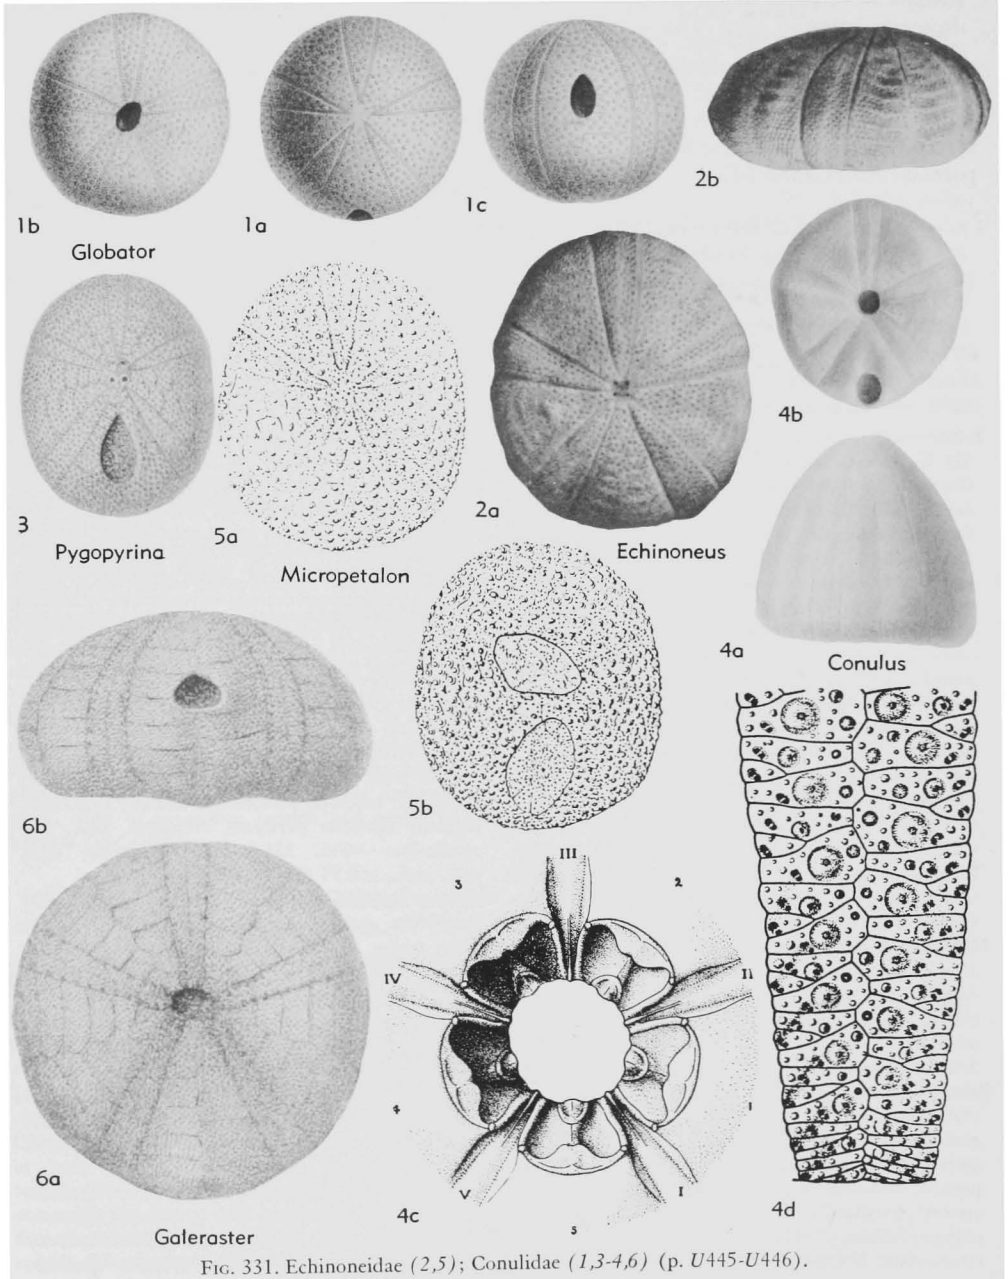 1b
1a
1c
2b
Globator
4b
3
5a
2a
Pygopyrina
Micropetalon
Echinoneus
4a
Conulus
6b
5b
III
3
2
IV
II
4
1
6a
V
I
4c
5
4d
Galeraster
FIG. 331. Echinoneidae (2,5); Conulidae (1,3-4,6) (p. U445-U446).